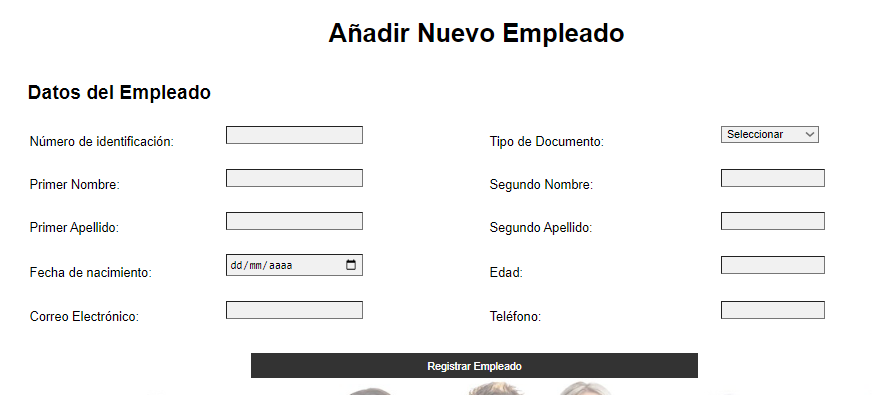 Añadir Nuevo Empleado
Datos del Empleado
Número de identificación: Tipo de Documento: Seleccionar
Primer Nombre: Segundo Nombre:
Primer Apellido: Segundo Apellido:
Fecha de nacimiento: dd/mm/aaaa Edad:
Correo Electrónico: Teléfono:
Registrar Empleado